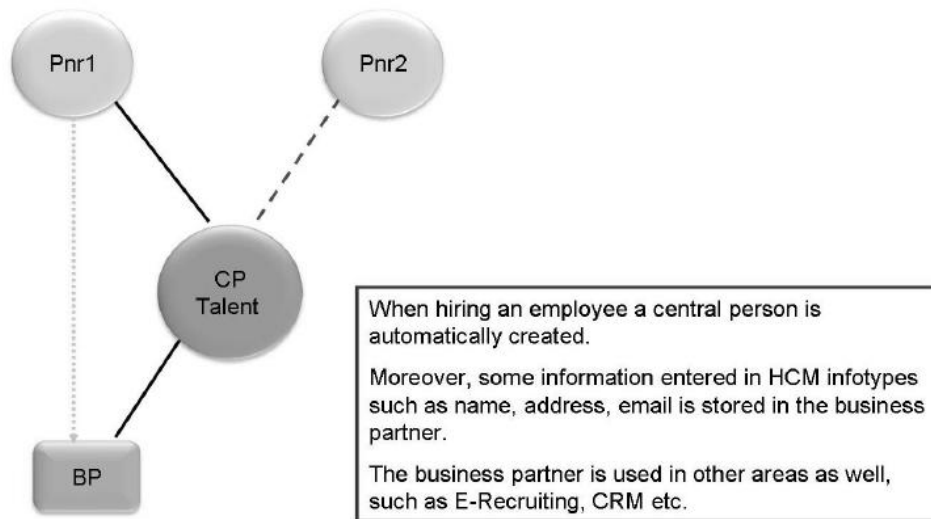 Pnr1
Pnr2
CP
Talent
BP
When hiring an employee a central person is
automatically created.
Moreover, some information entered in HCM infotypes
such as name, address, email is stored in the business
partner.
The business partner is used in other areas as well,
such as E-Recruiting, CRM etc.